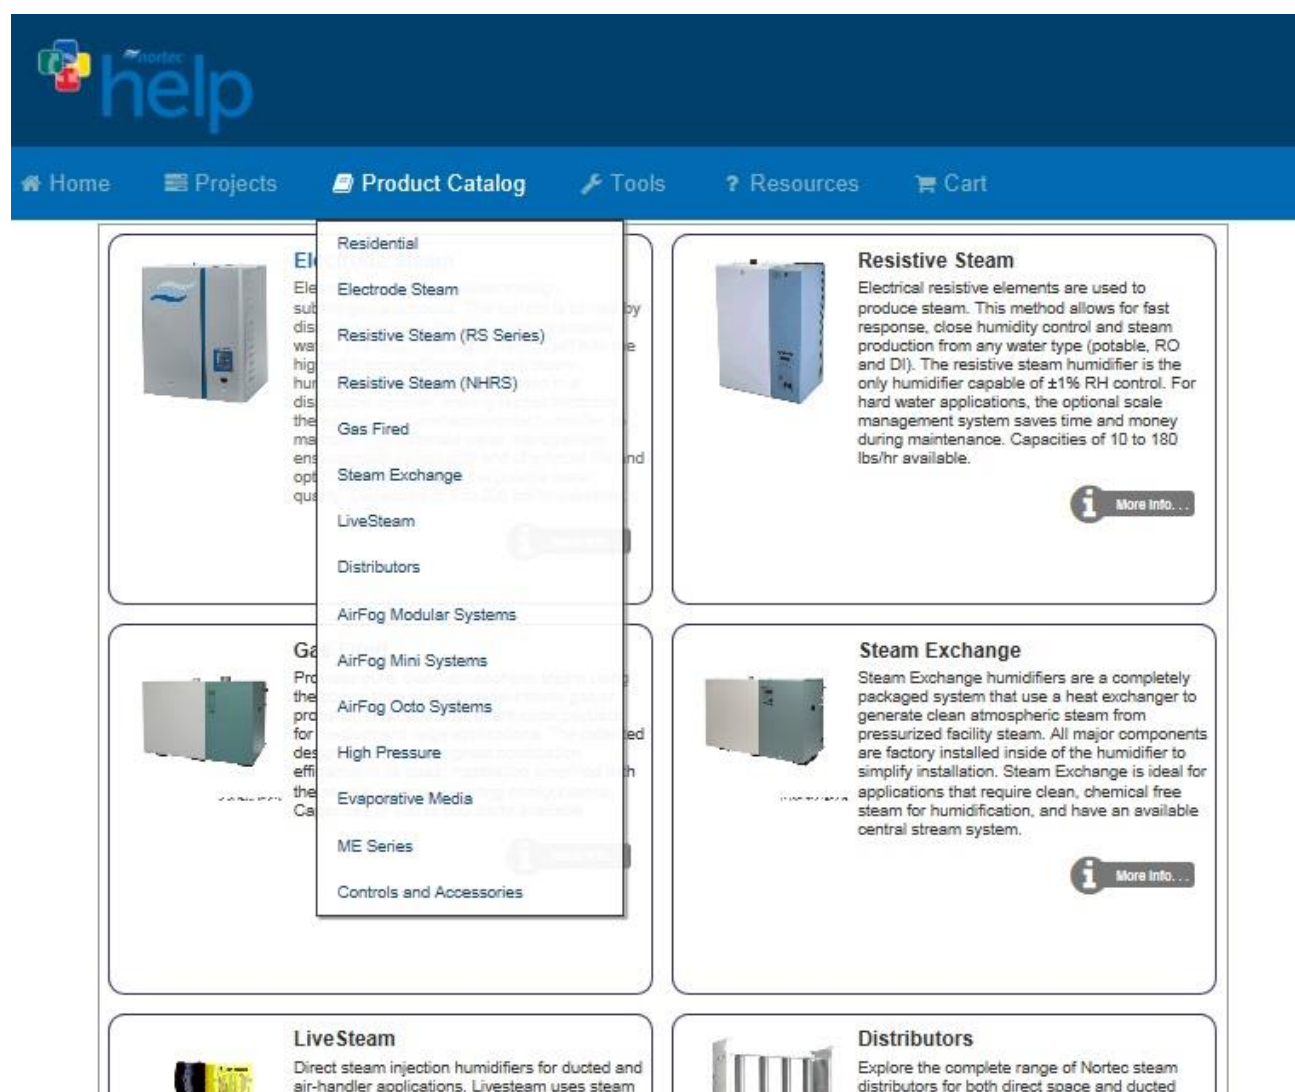 nortec
help
Home Projects Product Catalog Tools ? Resources Cart
Residential
Electrode Steam
Resistive Steam (RS Series)
Resistive Steam (NHRS)
Gas Fired
Steam Exchange
LiveSteam
Distributors
AirFog Modular Systems
AirFog Mini Systems
AirFog Octo Systems
High Pressure
Evaporative Media
ME Series
Controls and Accessories
Resistive Steam
Electrical resistive elements are used to
produce steam. This method allows for fast
response, close humidity control and steam
production from any water type (potable, RO
and DI). The resistive steam humidifier is the
only humidifier capable of ±1% RH control. For
hard water applications, the optional scale
management system saves time and money
during maintenance. Capacities of 10 to 180
lbs/hr available.
More Info. . .
Steam Exchange
Steam Exchange humidifiers are a completely
packaged system that use a heat exchanger to
generate clean atmospheric steam from
pressurized facility steam. All major components
are factory installed inside of the humidifier to
simplify installation. Steam Exchange is ideal for
applications that require clean, chemical free
steam for humidification, and have an available
central stream system.
More Info. . .
LiveSteam
Direct steam injection humidifiers for ducted and
air-handler applications. Livesteam uses steam
Distributors
Explore the complete range of Nortec steam
distributors for both direct space and ducted